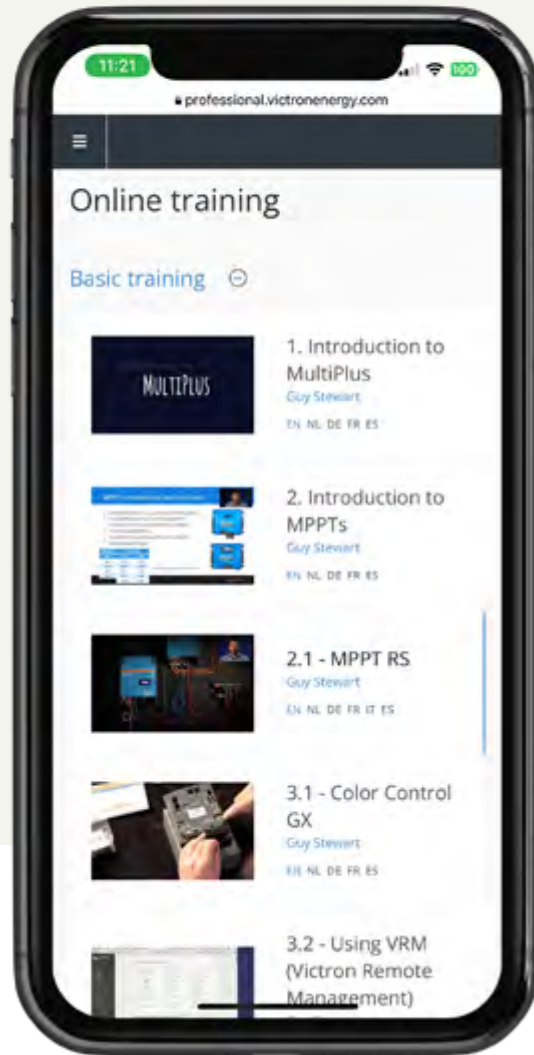 11:21
100
professional.victronenergy.com
Online training
Basic training
MULTIPLUS
1. Introduction to
MultiPlus
Guy Stewart
EN NL DE FR ES
2. Introduction to
MPPTs
Guy Stewart
EN NL DE FR ES
2.1 - MPPT RS
Guy Stewart
EN NL DE FR IT ES
3.1 - Color Control
GX
Guy Stewart
EN NL DE FR ES
3.2 - Using VRM
(Victron Remote
Management)